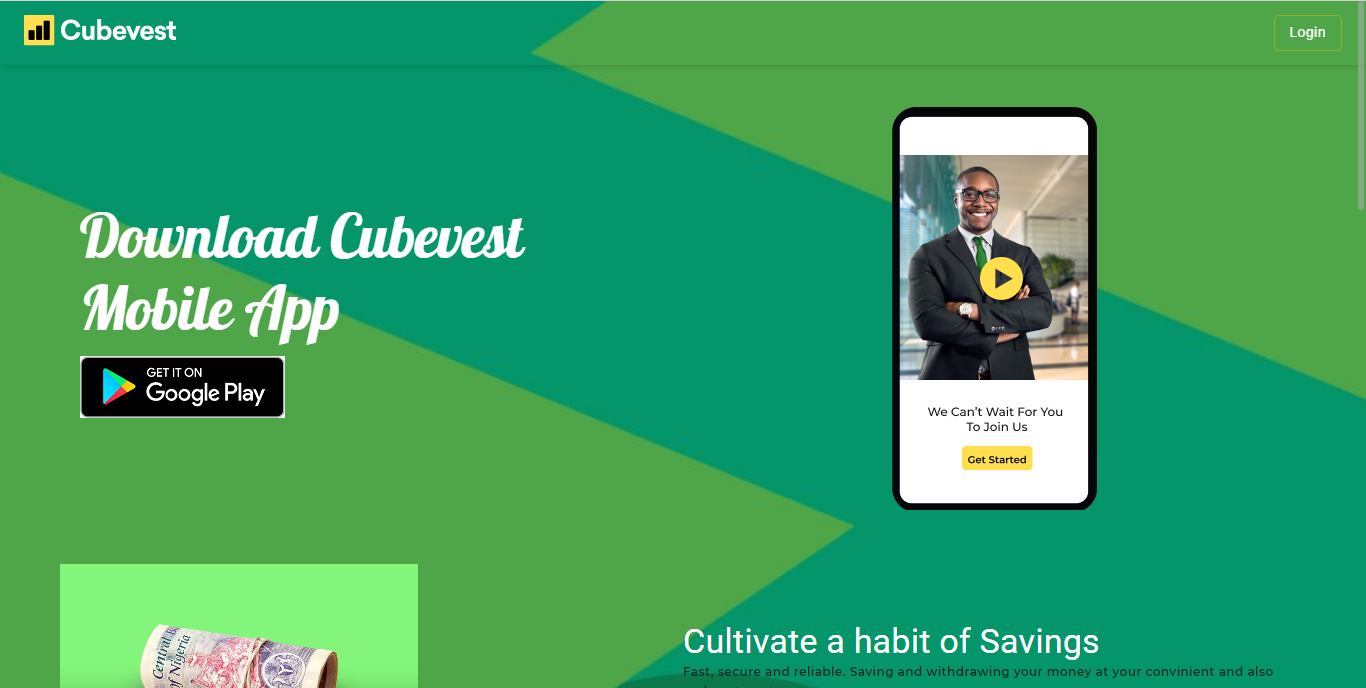 Cubevest
Login
Download Cubevest
Mobile App
GET IT ON
Google Play
We Can't Wait For You
To Join Us
Get Started
Central
of Nigeria
Cultivate a habit of Savings
Fast, secure and reliable. Saving and withdrawing your money at your convinient and also